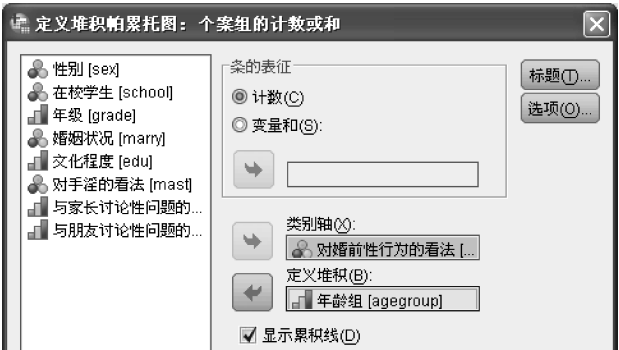 定义堆积帕累托图：个案组的计数或和
性别 [sex]
在校学生 [school]
年级 [grade]
婚姻状况 [marry]
文化程度 [edu]
对手淫的看法 [mast]
与家长讨论性问题的...
与朋友讨论性问题的...
条的表征
计数(C)
变量和(S):
类别轴(X):
对婚前性行为的看法 [...
定义堆积(B):
年龄组 [agegroup]
显示累积线(D)
标题(T)...
选项(O)...